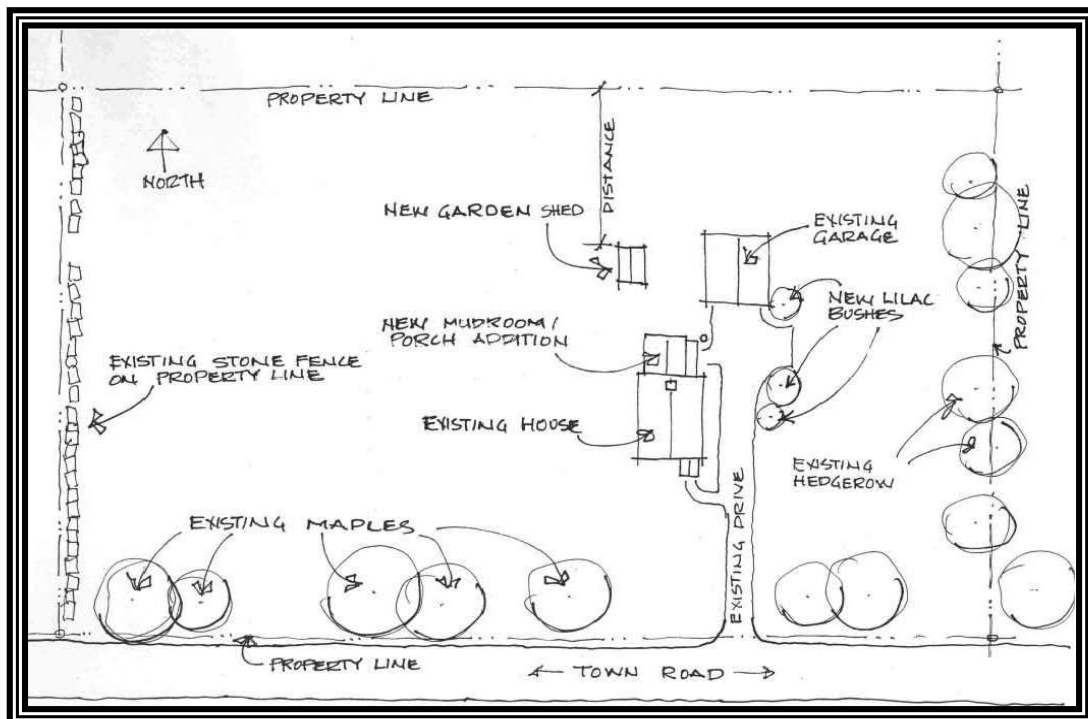 PROPERTY LINE
NORTH
DISTANCE
NEW GARDEN SHED
EXISTING
GARAGE
PROPERTY LINE
NEW LILAC
BUSHES
NEW MUDROOM/
PORCH ADDITION
EXISTING STONE FENCE
ON PROPERTY LINE
EXISTING HOUSE
EXISTING
HEDGEROW
EXISTING MAPLES
EXISTING DRIVE
PROPERTY LINE
TOWN ROAD